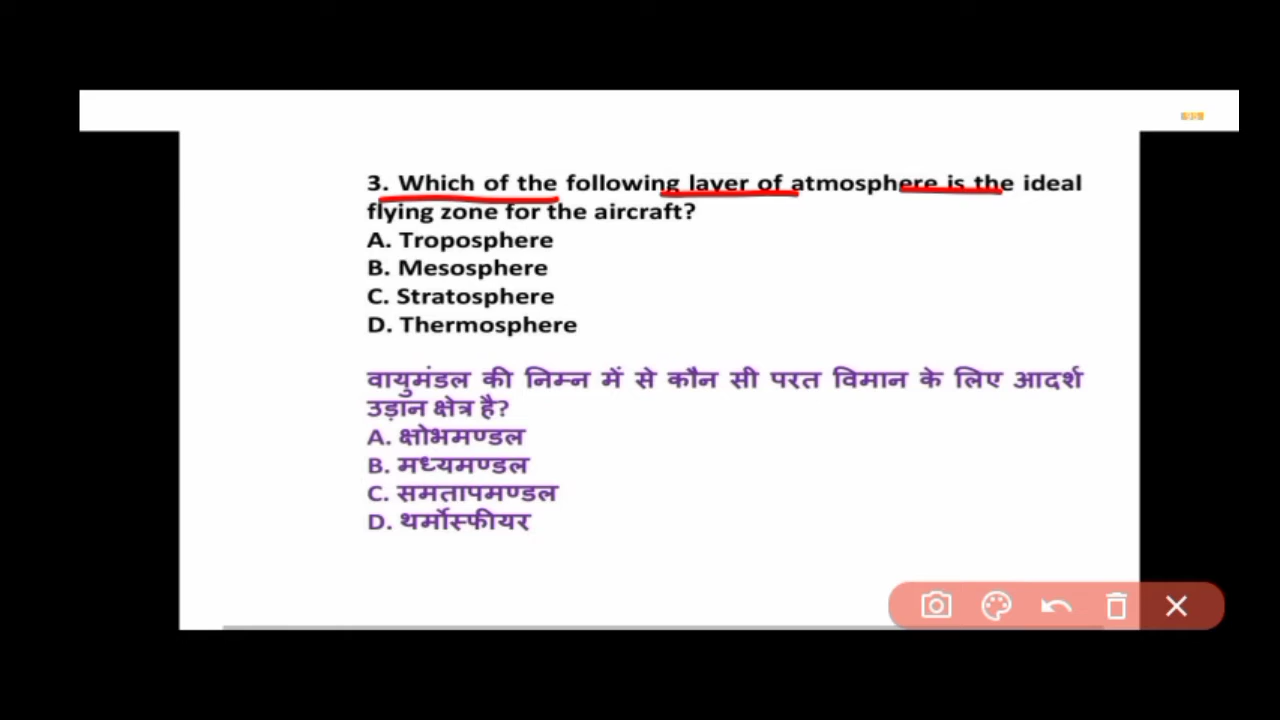 3. Which of the following layer of atmosphere is the ideal
flying zone for the aircraft?
A. Troposphere
B. Mesosphere
C. Stratosphere
D. Thermosphere
वायुमंडल की निम्न में से कौन सी परत विमान के लिए आदर्श
उड़ान क्षेत्र है?
A. क्षोभमण्डल
B. मध्यमण्डल
C. समतापमण्डल
D. थर्मोस्फीयर